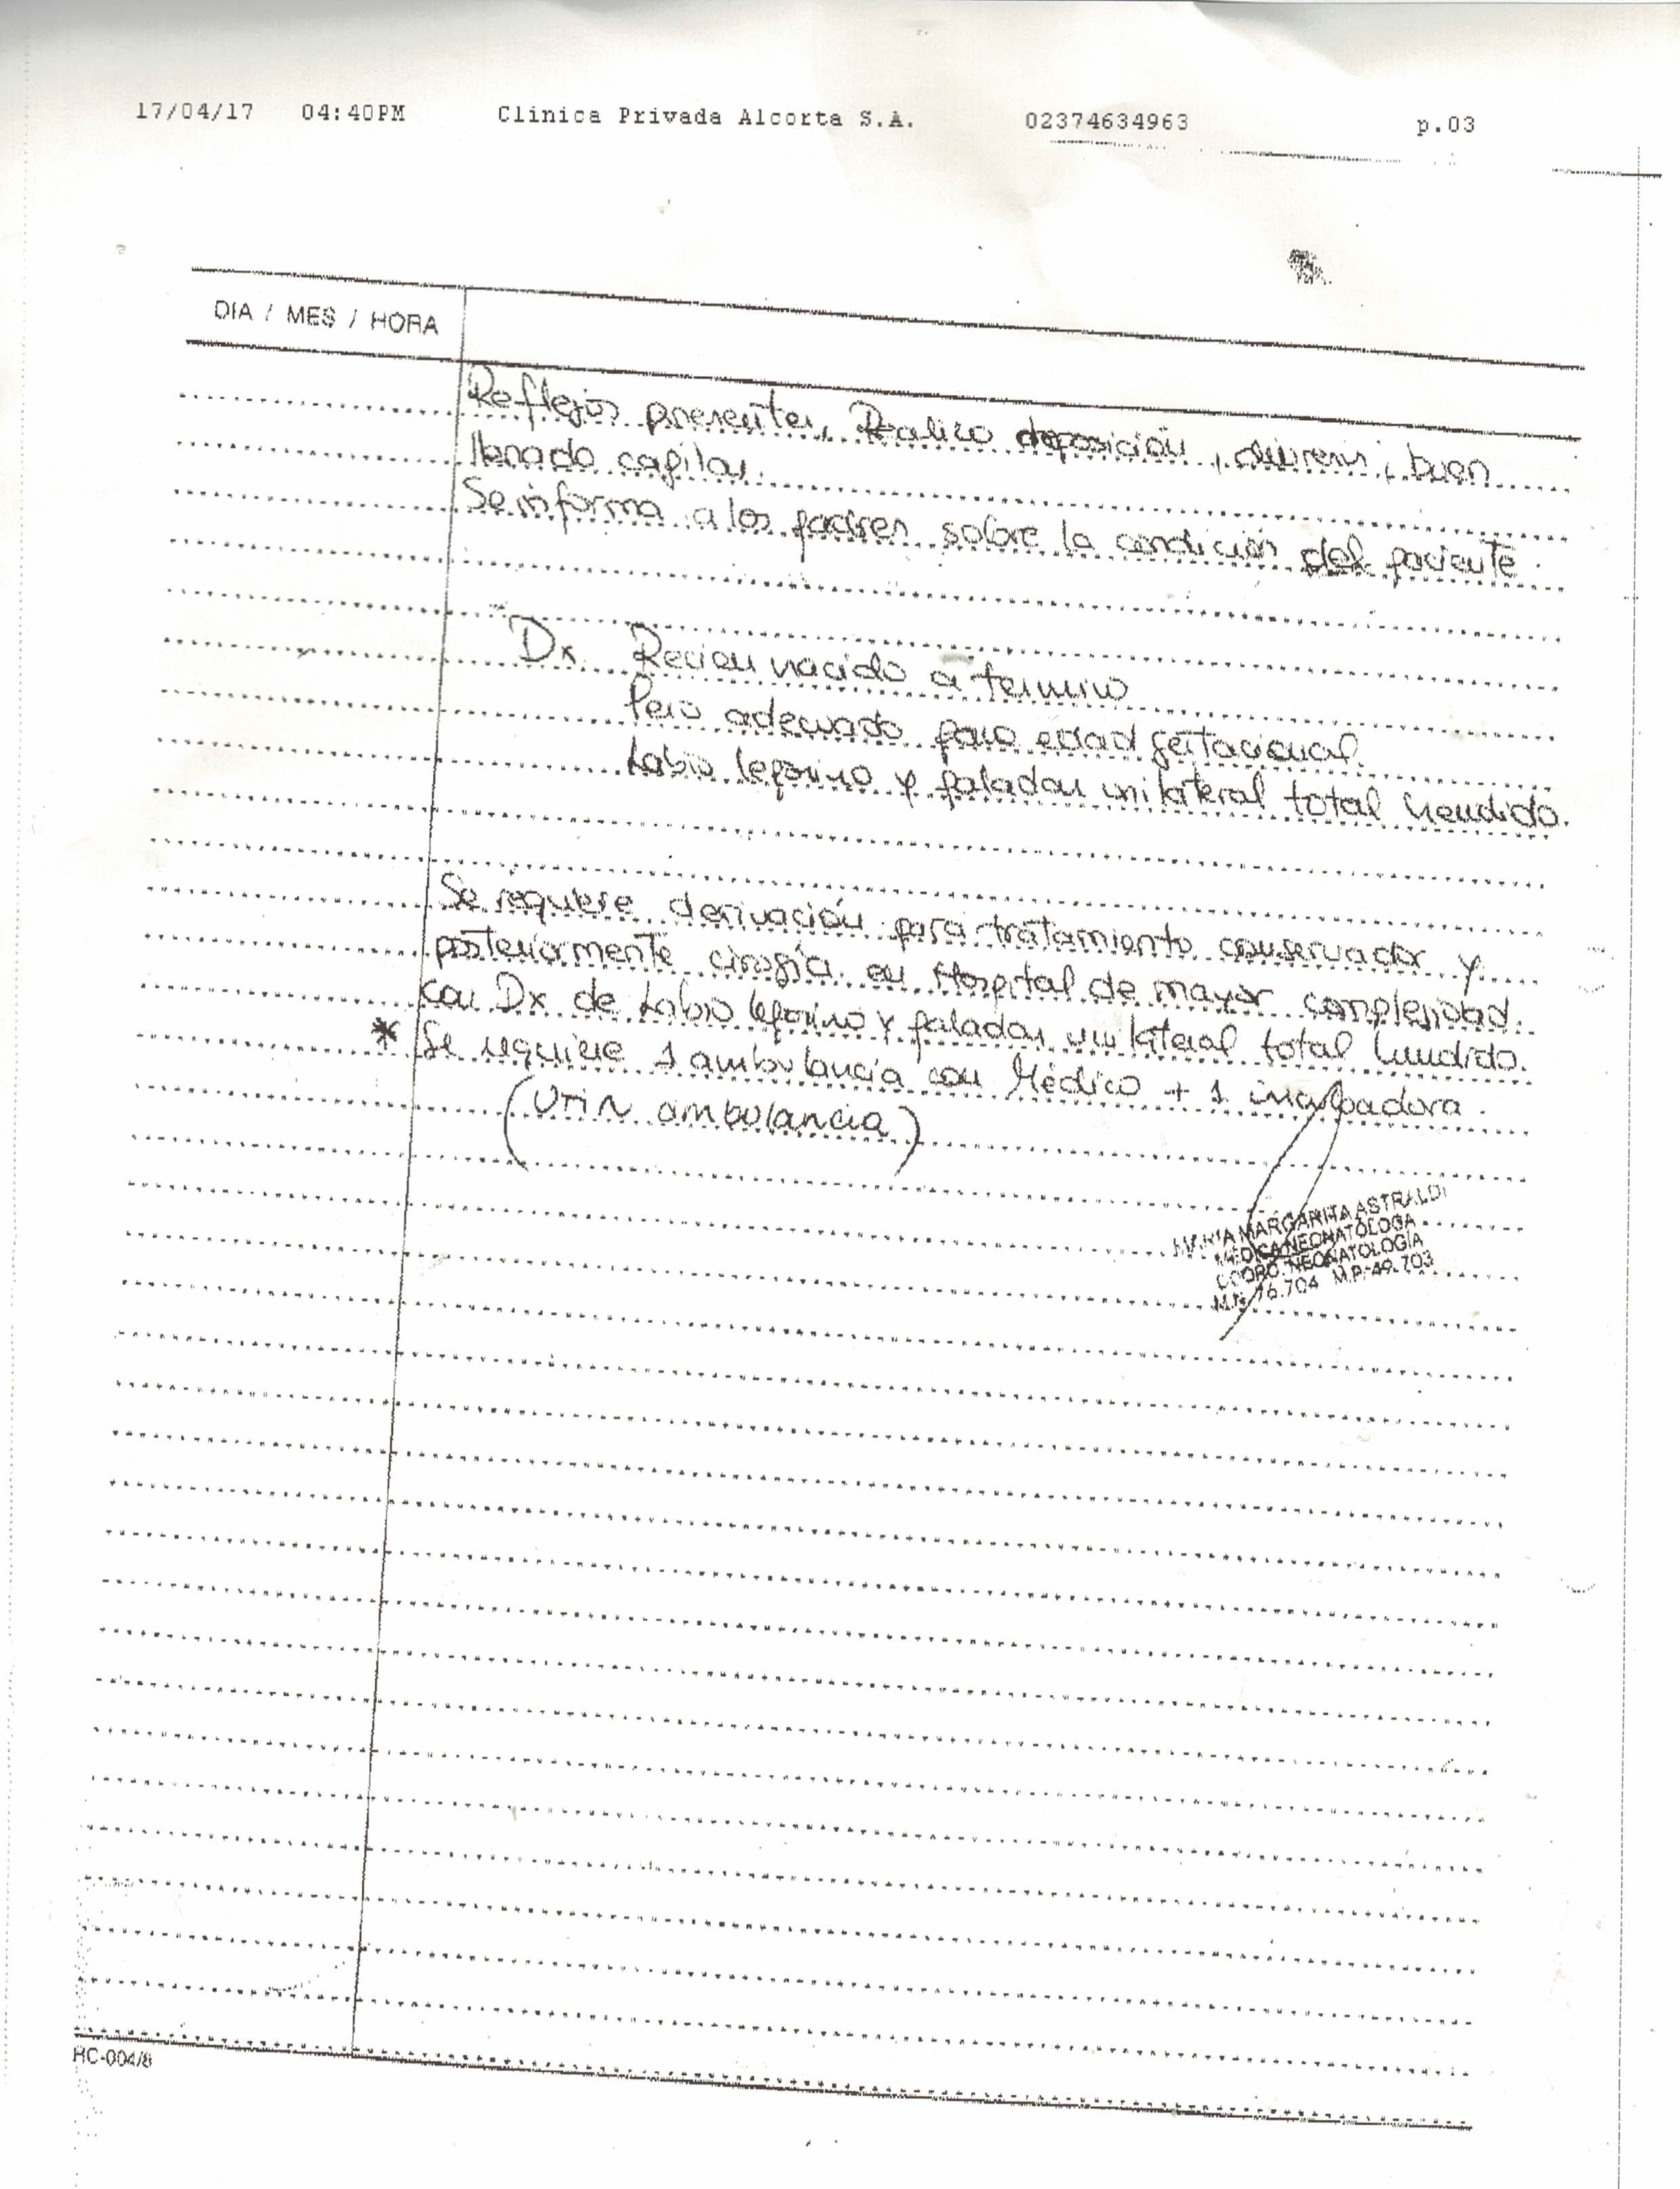 17/04/17 04:40PM Clinica Privada Alcorta S.A. 02374634963 p.03
DIA / MES / HORA
Reflejos presentes, Realizo deposición, diuresis, buen
llenado capilar.
Se informa a los padres sobre la condición del paciente.
Dx. Recien nacido a termino
Peso adecuado para edad gestacional.
Labio leporino y paladar unilateral total hendido.
Se requiere derivación para tratamiento conservador y
posteriormente cirugía en Hospital de mayor complejidad
con Dx de Labio leporino y paladar unilateral total hendido.
* Se requiere 1 ambulancia con Médico + 1 incubadora.
(UTIN ambulancia)
MARIA MARGARITA ASTRALDI
MEDICA NEONATOLOGA
COORD. NEONATOLOGÍA
M.N. 76.704 M.P. 49.703
HC-004/8